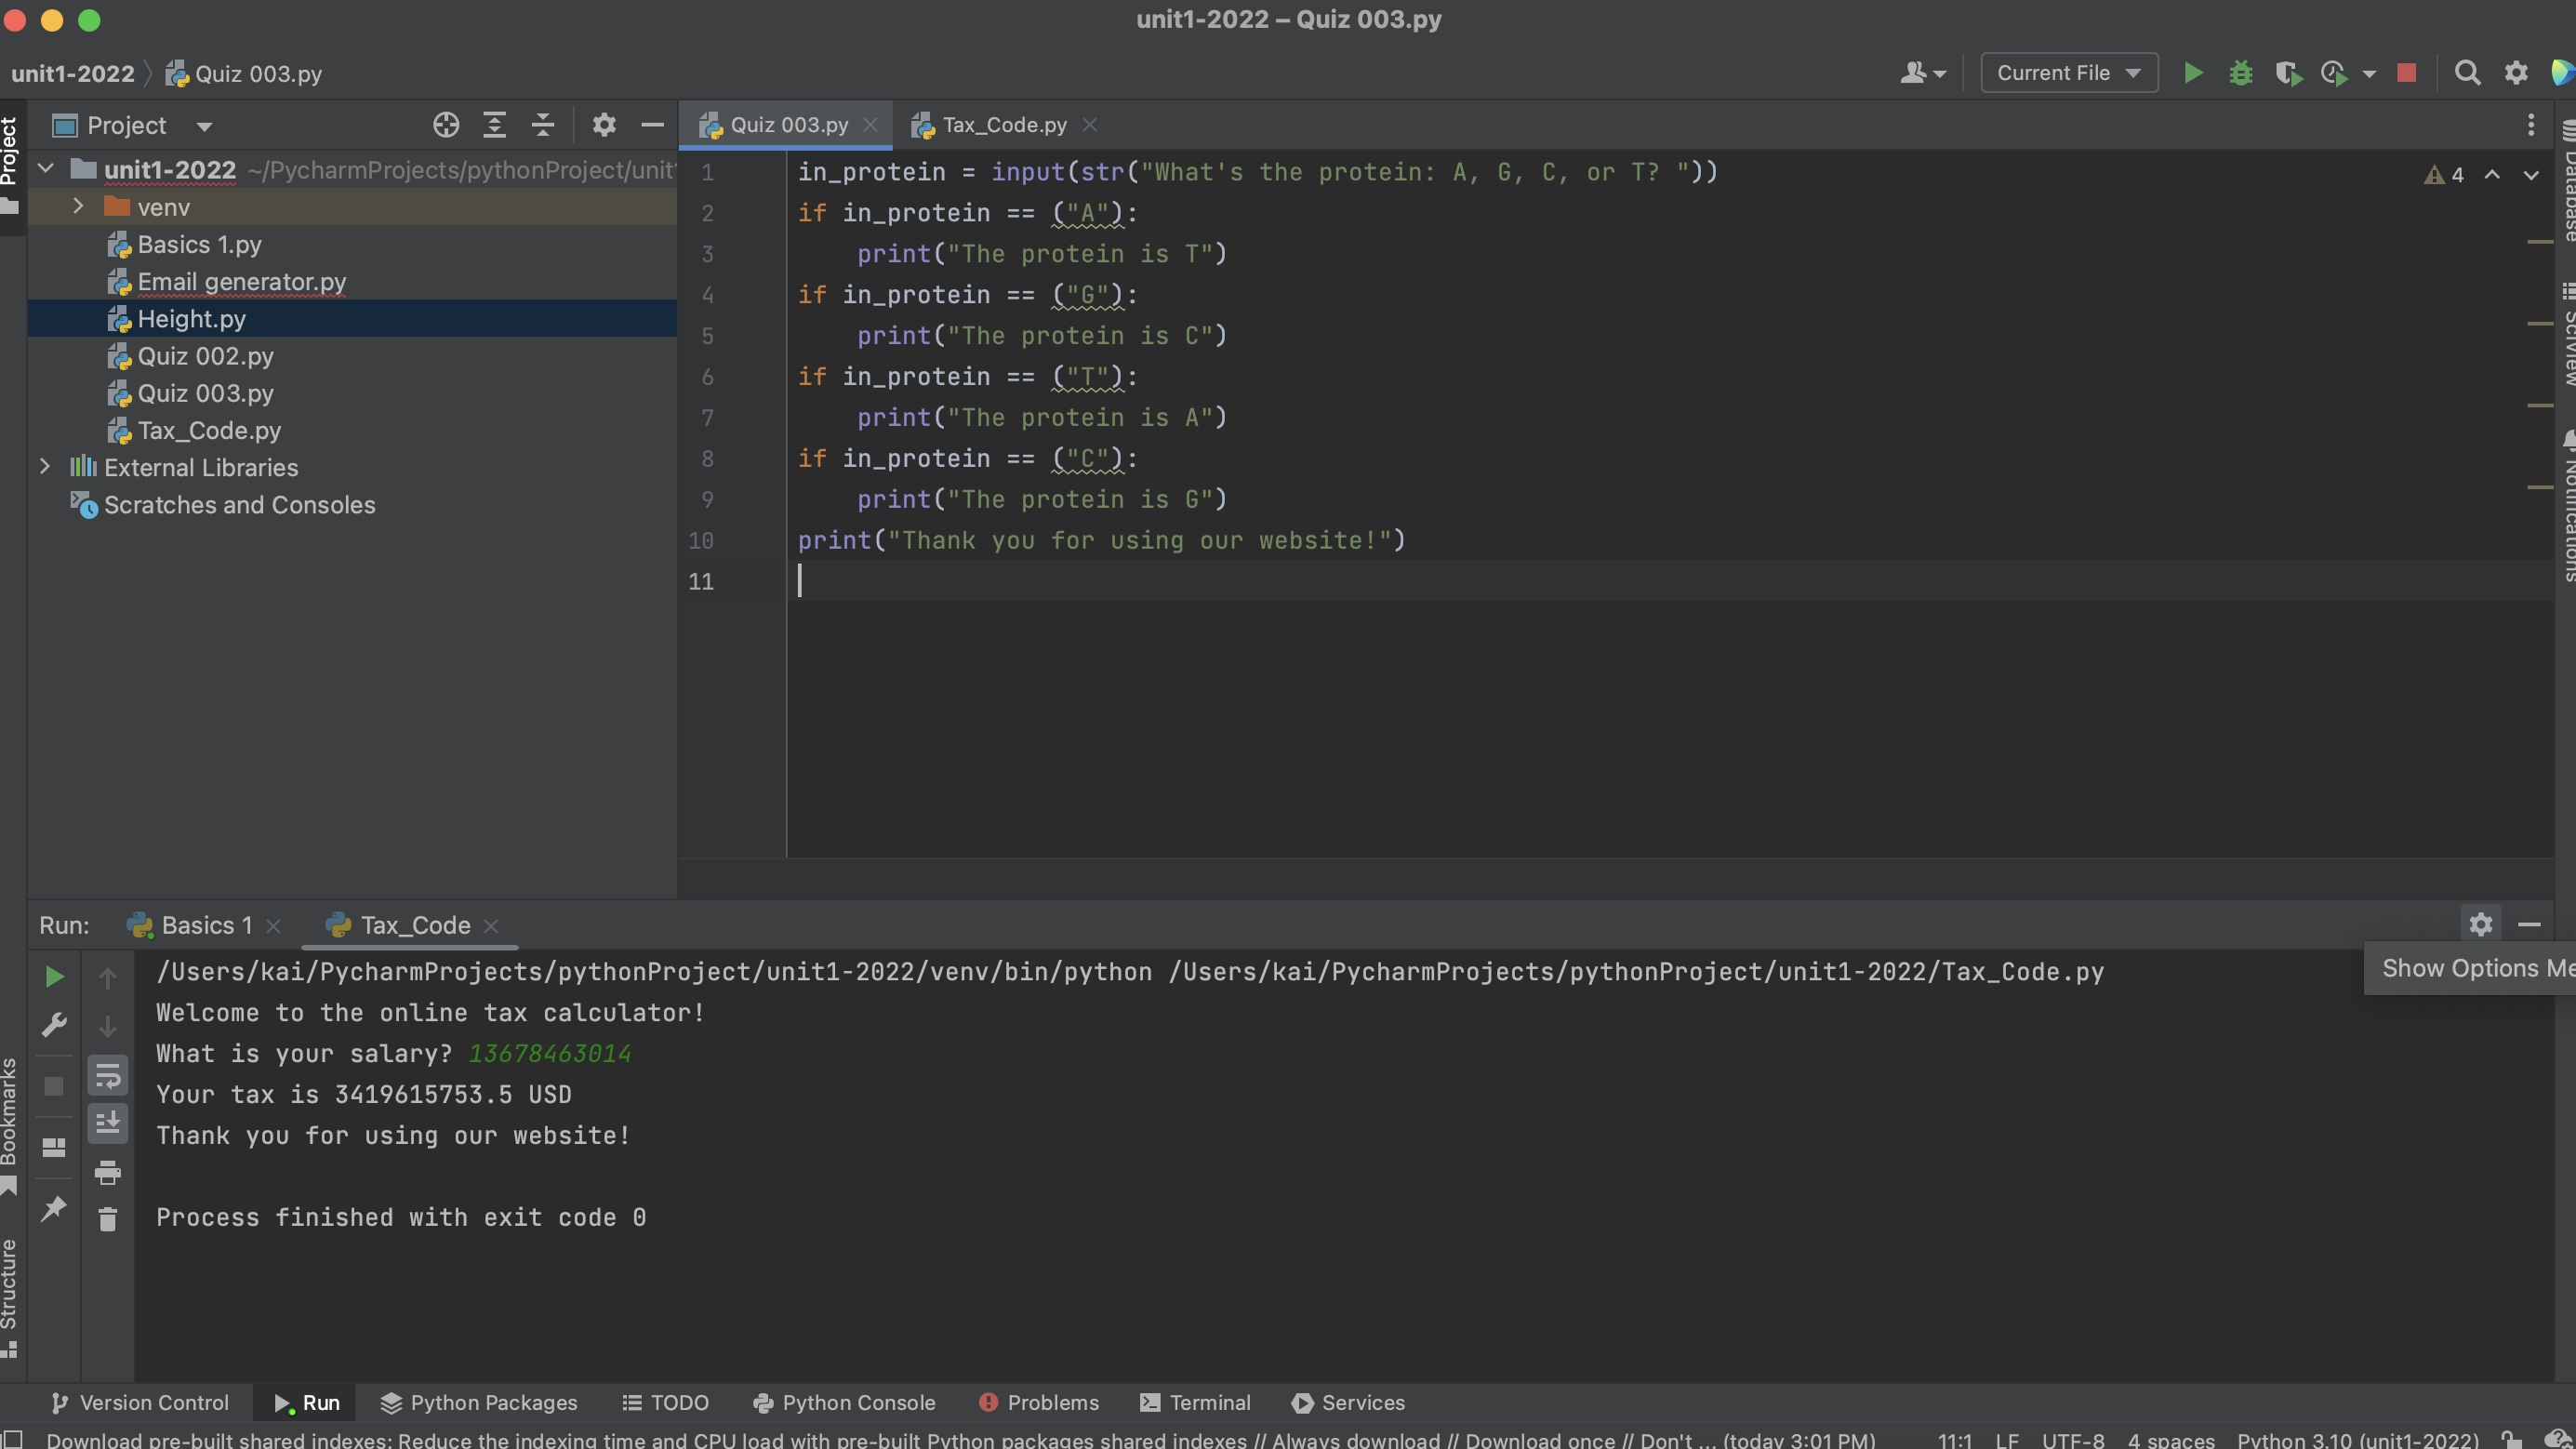 unit1-2022 – Quiz 003.py
unit1-2022 Quiz 003.py
Current File
Project
Project
Quiz 003.py
Tax_Code.py
unit1-2022 ~/PycharmProjects/pythonProject/unit1
venv
Basics 1.py
Email generator.py
Height.py
Quiz 002.py
Quiz 003.py
Tax_Code.py
External Libraries
Scratches and Consoles
1 in_protein = input(str("What's the protein: A, G, C, or T? "))
2 if in_protein == ("A"):
3     print("The protein is T")
4 if in_protein == ("G"):
5     print("The protein is C")
6 if in_protein == ("T"):
7     print("The protein is A")
8 if in_protein == ("C"):
9     print("The protein is G")
10 print("Thank you for using our website!")
11
4
Database
SciView
Notifications
Run:
Basics 1
Tax_Code
Show Options Me
/Users/kai/PycharmProjects/pythonProject/unit1-2022/venv/bin/python /Users/kai/PycharmProjects/pythonProject/unit1-2022/Tax_Code.py
Welcome to the online tax calculator!
What is your salary? 13678463014
Your tax is 3419615753.5 USD
Thank you for using our website!
Process finished with exit code 0
Bookmarks
Structure
Version Control
Run
Python Packages
TODO
Python Console
Problems
Terminal
Services
Download pre-built shared indexes: Reduce the indexing time and CPU load with pre-built Python packages shared indexes // Always download // Download once // Don't ... (today 3:01 PM)
11:1 LF UTF-8 4 spaces Python 3.10 (unit1-2022)